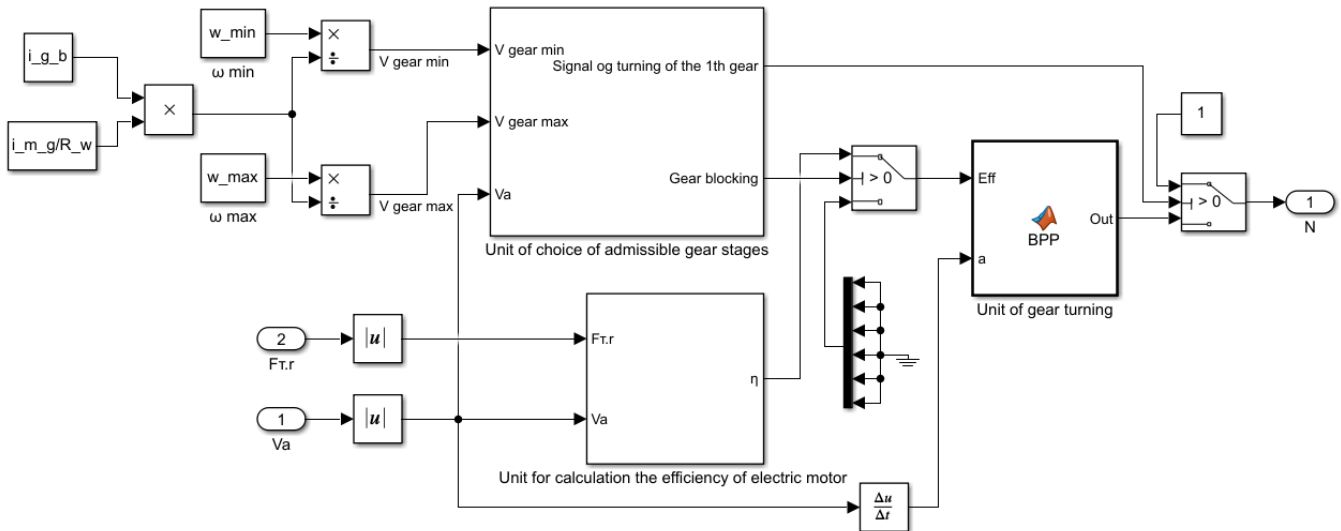 i_g_b
i_m_g/R_w
×
w_min
ω min
×
÷
V gear min
w_max
ω max
×
÷
V gear max
V gear min
Signal og turning of the 1th gear
V gear max
Gear blocking
Va
Unit of choice of admissible gear stages
2
Fт.r
|u|
1
Va
|u|
Fт.r
η
Va
Unit for calculation the efficiency of electric motor
> 0
Δu
Δt
Eff
Out
BPP
a
Unit of gear turning
1
> 0
1
N